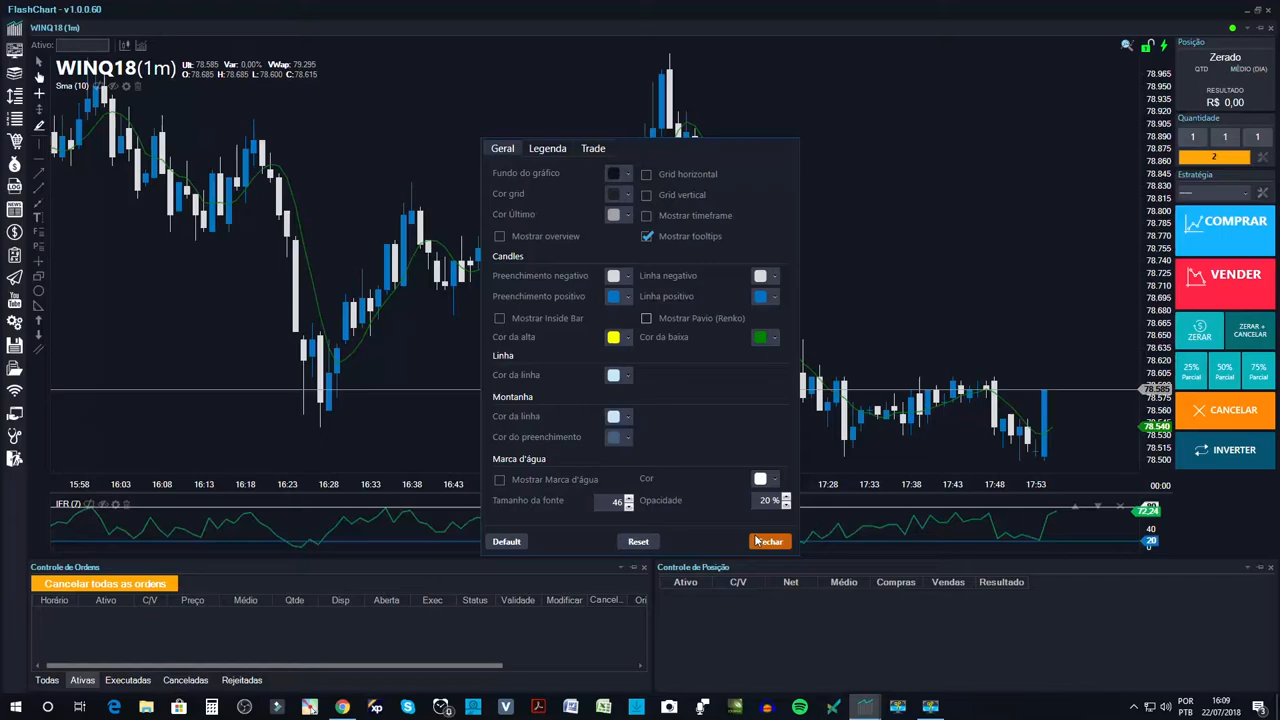 FlashChart - v1.0.0.60
WINQ18 (1m)
Ativo:
WINQ18(1m)
Ult: 78.585 Var: 0,00% VWap: 79.295
O: 78.685 H: 78.685 L: 78.600 C: 78.615
Sma (10)
Geral Legenda Trade
Fundo do gráfico Grid horizontal
Cor grid Grid vertical
Cor Último Mostrar timeframe
Mostrar overview Mostrar tooltips
Candles
Preenchimento negativo Linha negativo
Preenchimento positivo Linha positivo
Mostrar Inside Bar Mostrar Pavio (Renko)
Cor da alta Cor da baixa
Linha
Cor da linha
Montanha
Cor da linha
Cor do preenchimento
Marca d'água
Mostrar Marca d'água Cor
Tamanho da fonte 46 Opacidade 20 %
Default Reset Fechar
78.965
78.935
78.920
78.905
78.890
78.875
78.860
78.845
78.830
78.815
78.800
78.785
78.770
78.755
78.740
78.725
78.710
78.695
78.680
78.665
78.650
78.635
78.620
78.605
78.585
78.575
78.560
78.540
78.530
78.515
78.500
15:58 16:03 16:08 16:13 16:18 16:23 16:28 16:33 16:38 16:43
17:28 17:33 17:38 17:43 17:48 17:53 00:00
IFR (7)
72,24
40
20
0
Posição
Zerado
QTD MÉDIO (DIA)
RESULTADO
R$ 0,00
Quantidade
1 1 1
2
Estratégia
----
COMPRAR
VENDER
ZERAR
ZERAR + CANCELAR
25% Parcial
50% Parcial
75% Parcial
CANCELAR
INVERTER
Controle de Ordens
Cancelar todas as ordens
Horário Ativo C/V Preço Médio Qtde Disp Aberta Exec Status Validade Modificar Cancel... Ori
Todas Ativas Executadas Canceladas Rejeitadas
Controle de Posição
Ativo C/V Net Médio Compras Vendas Resultado
POR
PTB
16:09
23/07/2018